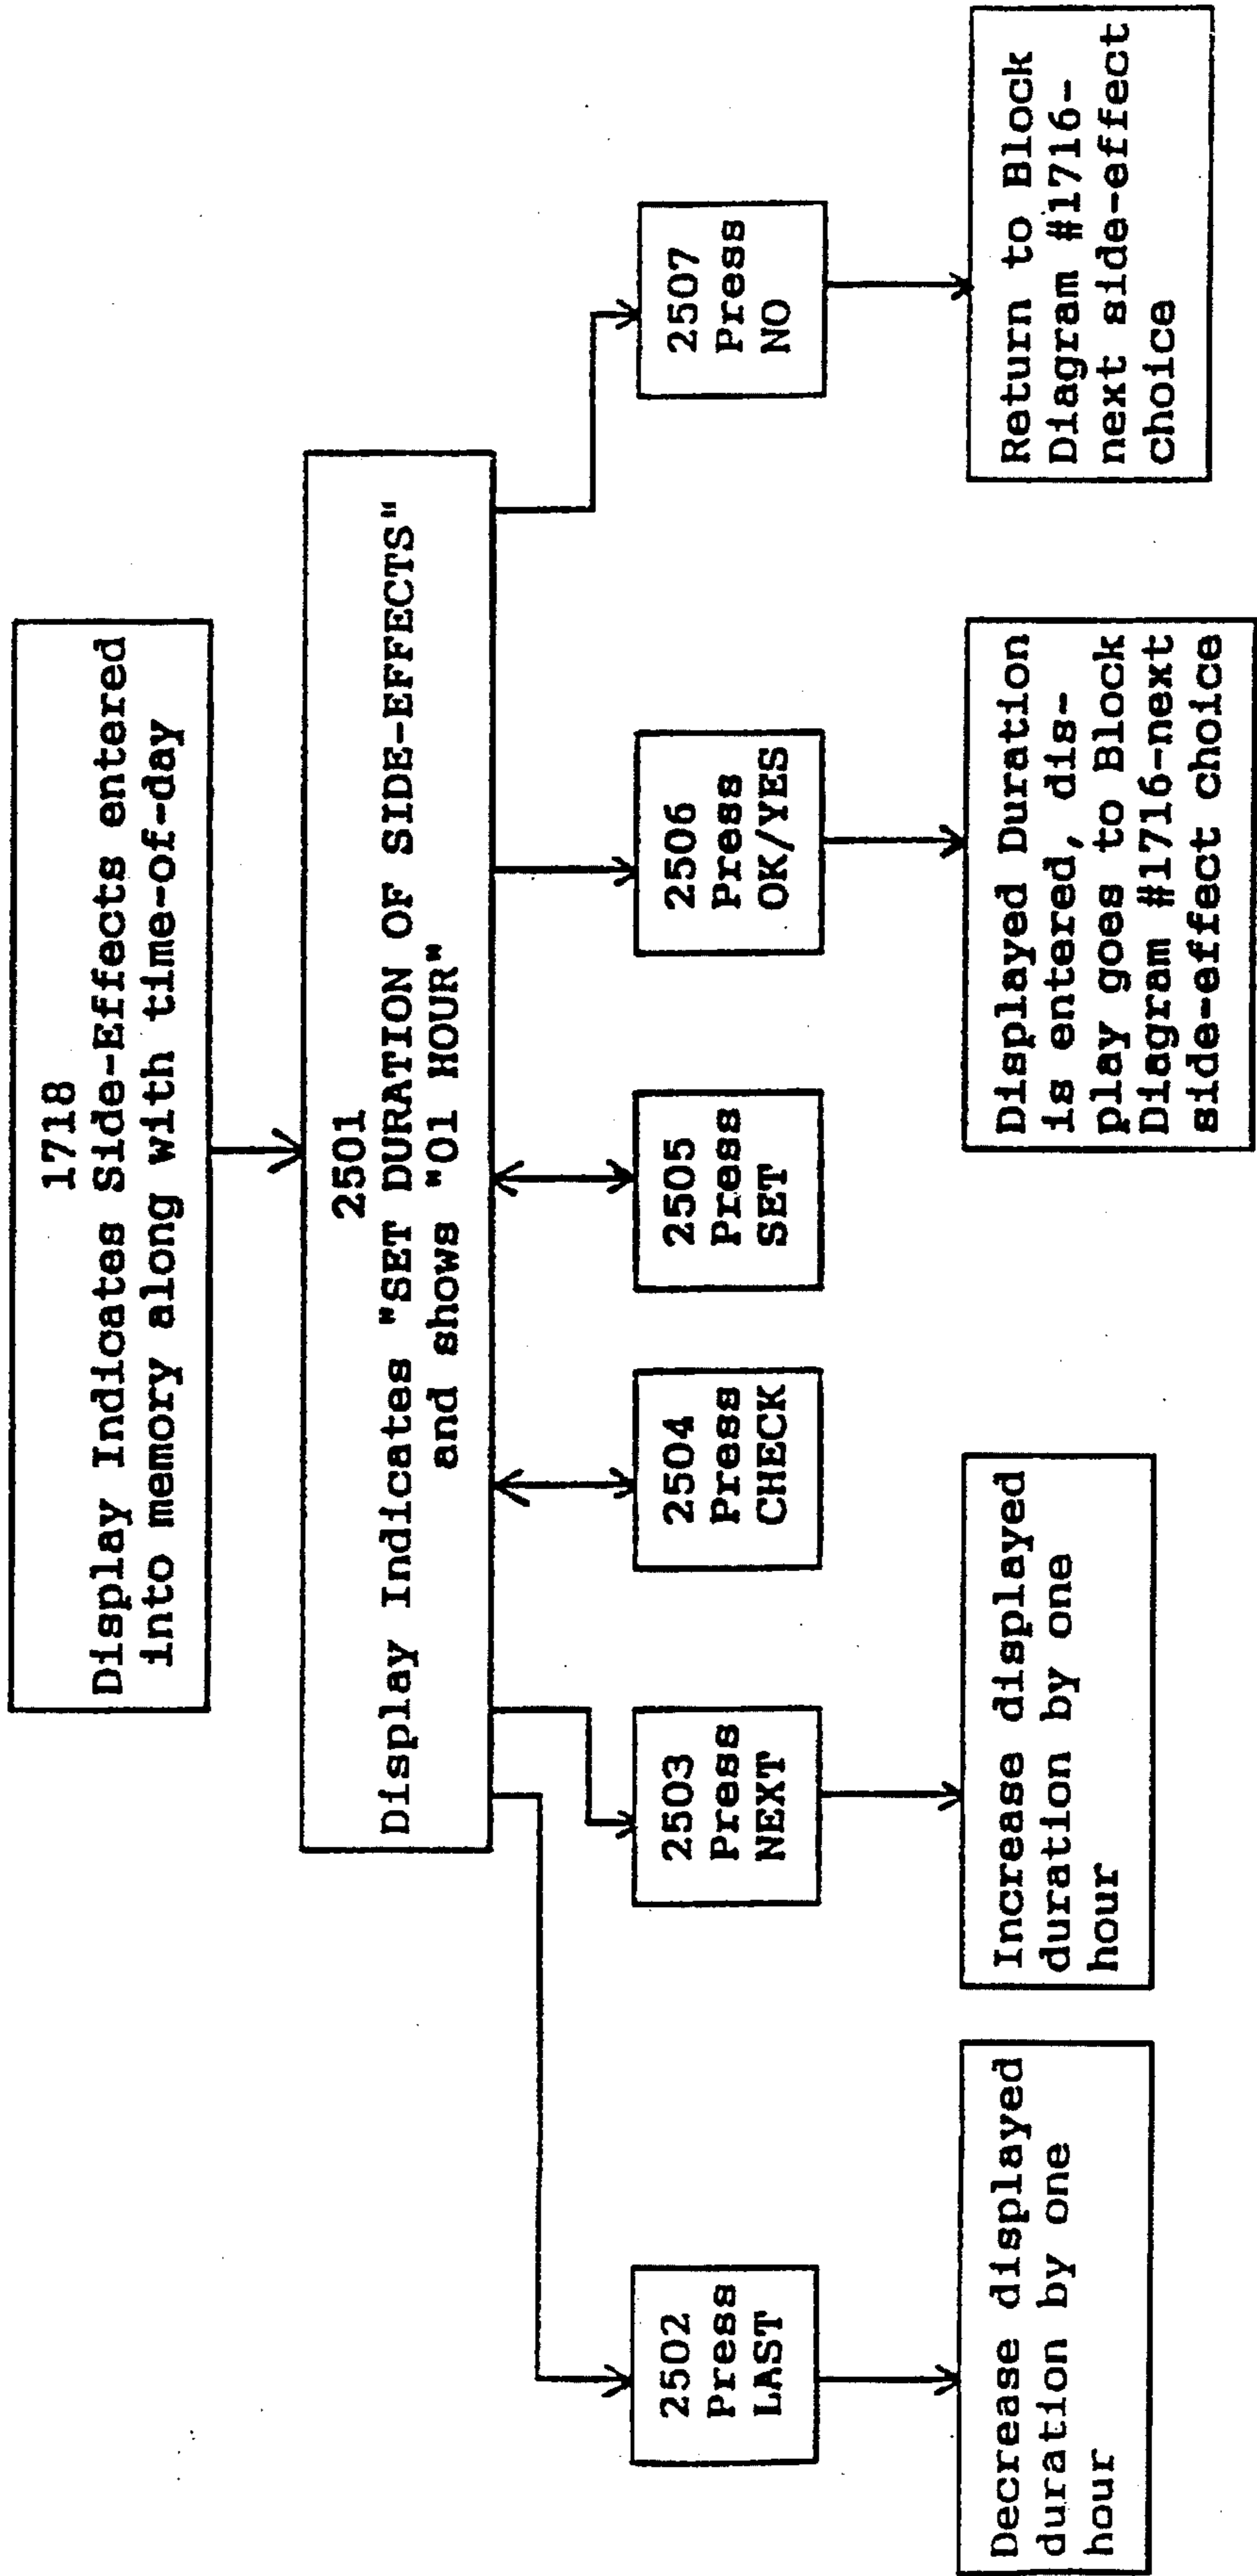 1718
Display Indicates Side-Effects entered
into memory along with time-of-day
2501
Display Indicates "SET DURATION OF SIDE-EFFECTS"
and shows "01 HOUR"
2502
Press
LAST
2503
Press
NEXT
2504
Press
CHECK
2505
Press
SET
2506
Press
OK/YES
2507
Press
NO
Decrease displayed
duration by one
hour
Increase displayed
duration by one
hour
Displayed Duration
is entered, dis-
play goes to Block
Diagram #1716-next
side-effect choice
Return to Block
Diagram #1716-
next side-effect
choice